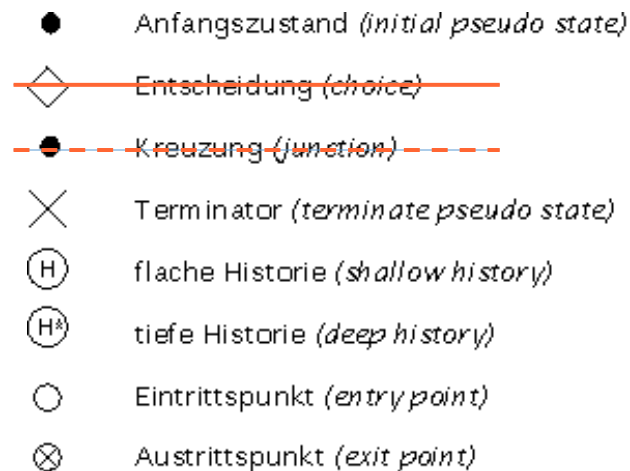 Anfangszustand (initial pseudo state)
Entscheidung (choice)
Kreuzung (junction)
Terminator (terminate pseudo state)
H flache Historie (shallow history)
H* tiefe Historie (deep history)
Eintrittspunkt (entry point)
Austrittspunkt (exit point)